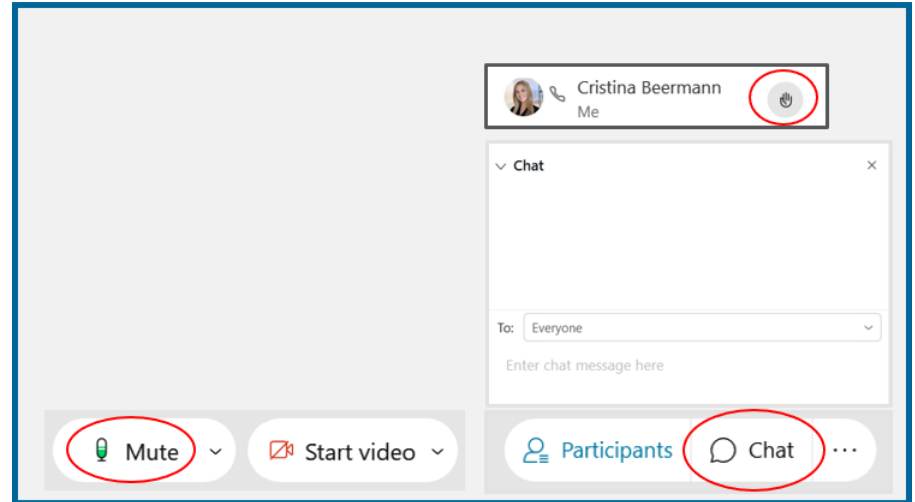 Cristina Beermann
Me
Chat
To: Everyone
Enter chat message here
Mute
Start video
Participants
Chat